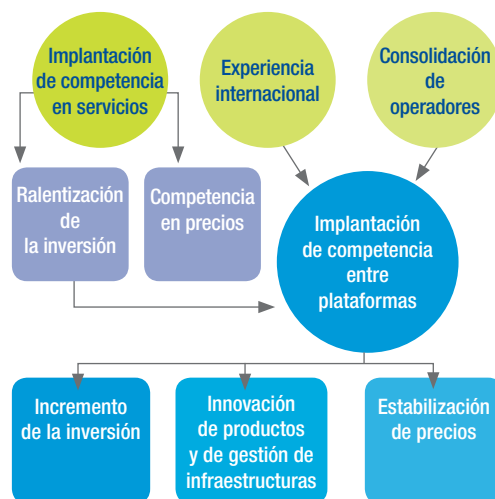 Implantación
de competencia
en servicios
Experiencia
internacional
Consolidación
de
operadores
Ralentización
de
la inversión
Competencia
en precios
Implantación
de competencia
entre
plataformas
Incremento
de la inversión
Innovación
de productos
y de gestión de
infraestructuras
Estabilización
de precios